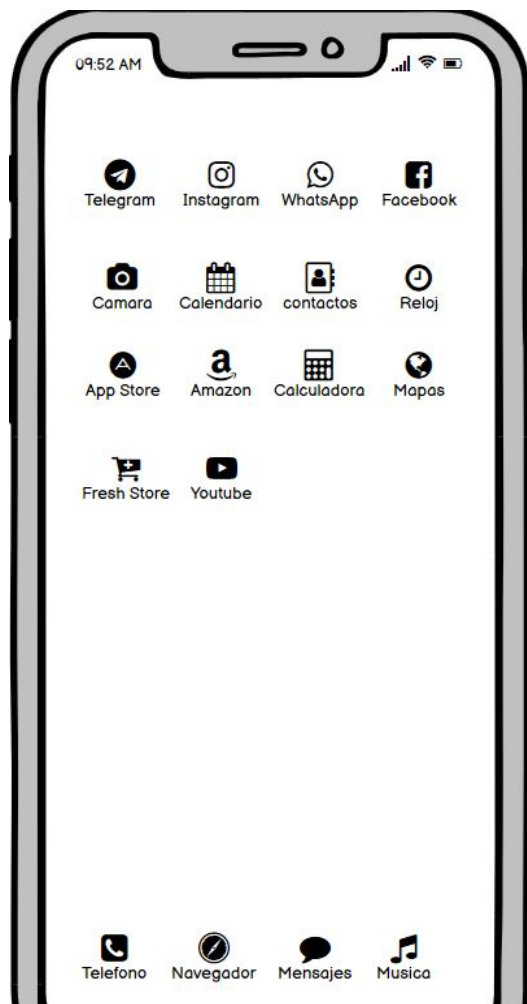 09:52 AM
Telegram Instagram WhatsApp Facebook
Camara Calendario contactos Reloj
App Store Amazon Calculadora Mapas
Fresh Store Youtube
Telefono Navegador Mensajes Musica